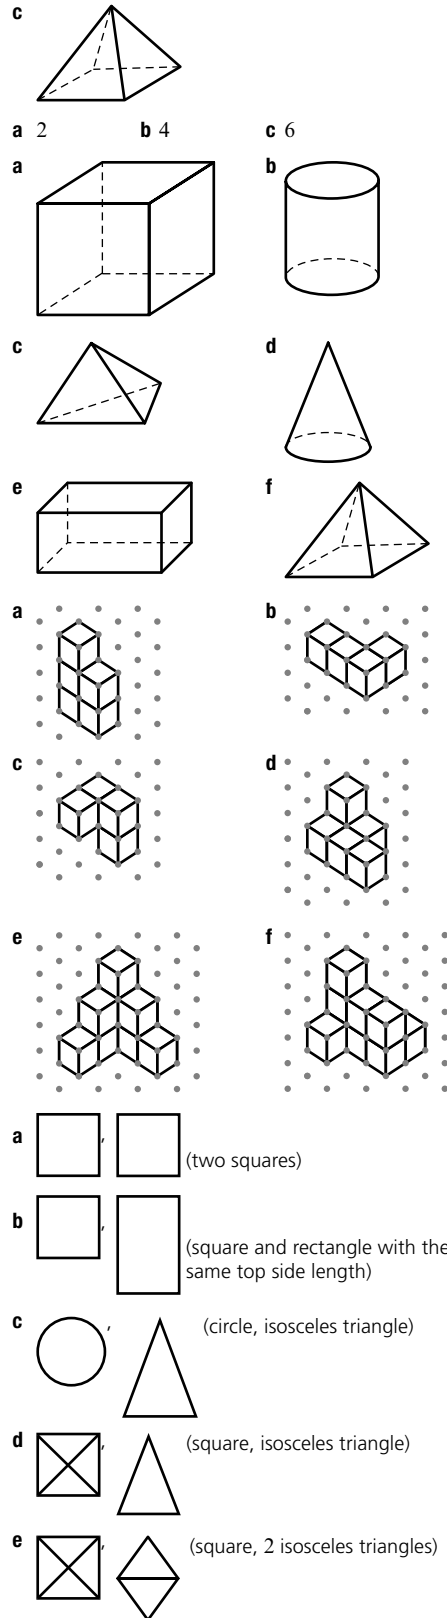 c
a 2 b 4 c 6
a b
c d
e f
a b
c d
e f
a , (two squares)
b , (square and rectangle with the
same top side length)
c , (circle, isosceles triangle)
d , (square, isosceles triangle)
e , (square, 2 isosceles triangles)